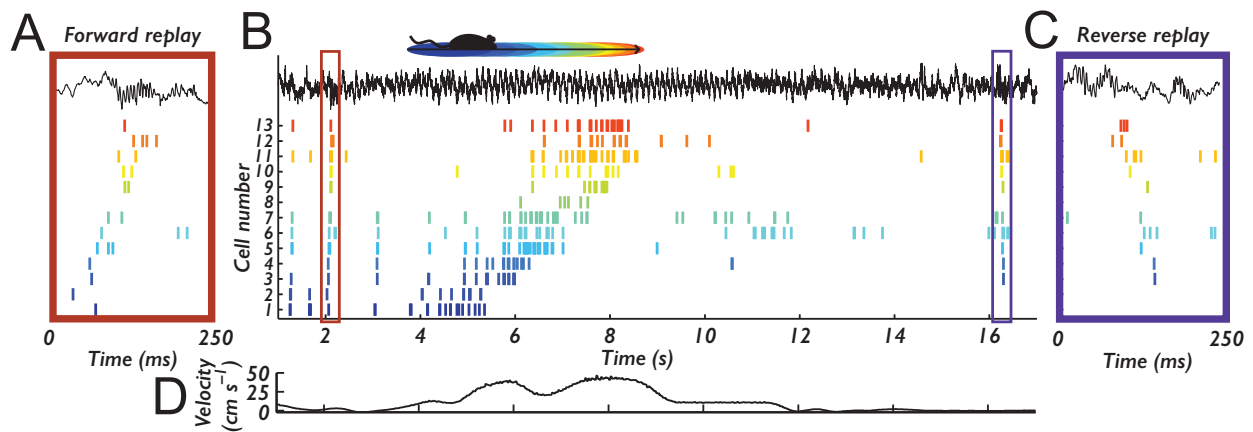 A
Forward replay
0
250
Time (ms)
B
Cell number
13
12
11
10
9
8
7
6
5
4
3
2
1
2
4
6
8
10
12
14
16
Time (s)
C
Reverse replay
0
250
Time (ms)
D
Velocity
(cm s⁻¹)
50
25
0